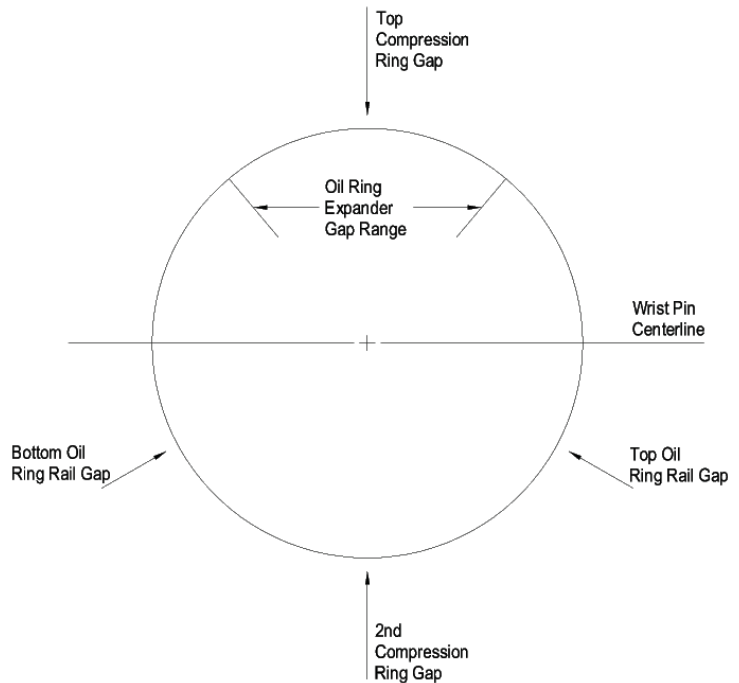 Top
Compression
Ring Gap
Oil Ring
Expander
Gap Range
Wrist Pin
Centerline
Bottom Oil
Ring Rail Gap
Top Oil
Ring Rail Gap
2nd
Compression
Ring Gap